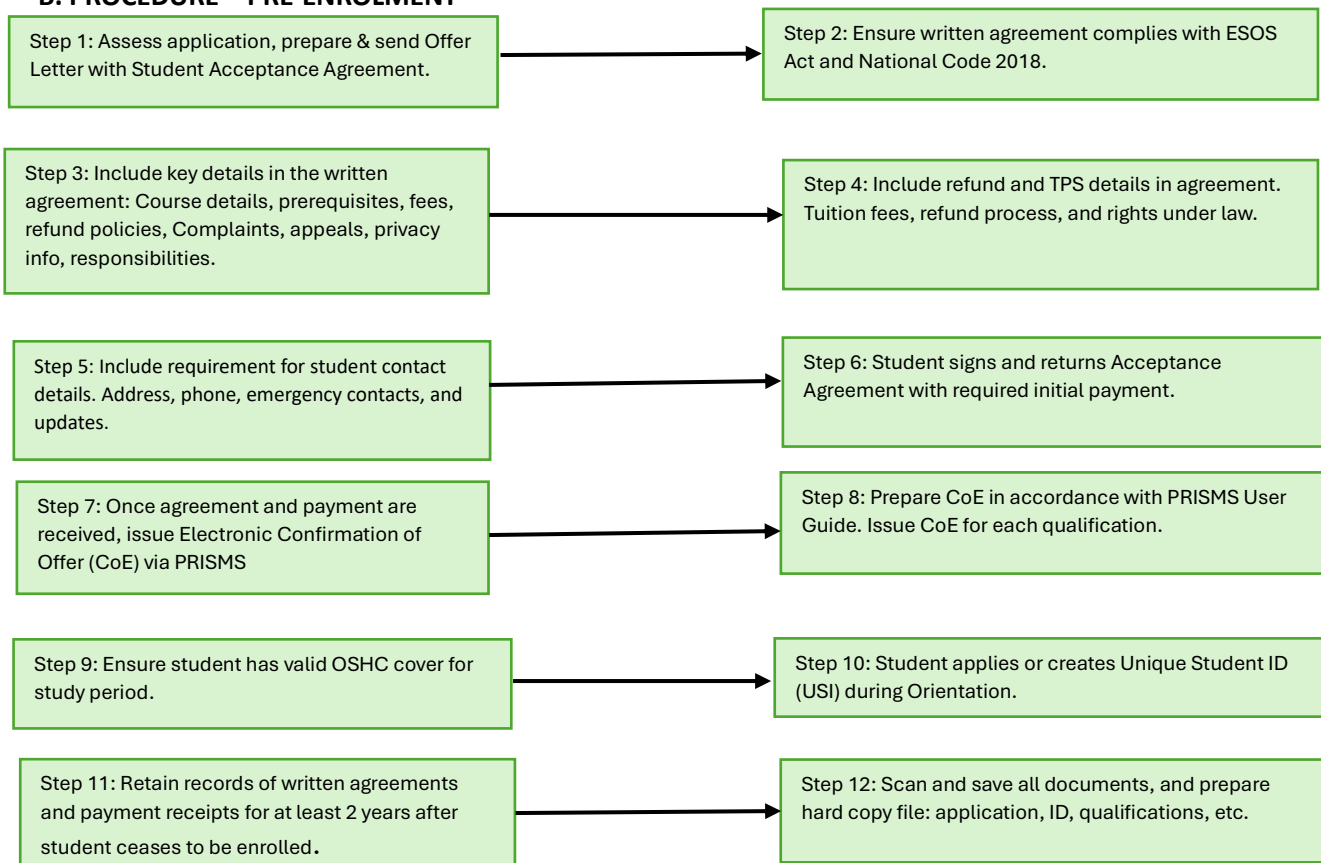 B. PROCEDURE – PRE-ENROLMENT
Step 1: Assess application, prepare & send Offer
Letter with Student Acceptance Agreement.
Step 2: Ensure written agreement complies with ESOS
Act and National Code 2018.
Step 3: Include key details in the written
agreement: Course details, prerequisites, fees,
refund policies, Complaints, appeals, privacy
info, responsibilities.
Step 4: Include refund and TPS details in agreement.
Tuition fees, refund process, and rights under law.
Step 5: Include requirement for student contact
details. Address, phone, emergency contacts, and
updates.
Step 6: Student signs and returns Acceptance
Agreement with required initial payment.
Step 7: Once agreement and payment are
received, issue Electronic Confirmation of
Offer (CoE) via PRISMS
Step 8: Prepare CoE in accordance with PRISMS User
Guide. Issue CoE for each qualification.
Step 9: Ensure student has valid OSHC cover for
study period.
Step 10: Student applies or creates Unique Student ID
(USI) during Orientation.
Step 11: Retain records of written agreements
and payment receipts for at least 2 years after
student ceases to be enrolled.
Step 12: Scan and save all documents, and prepare
hard copy file: application, ID, qualifications, etc.